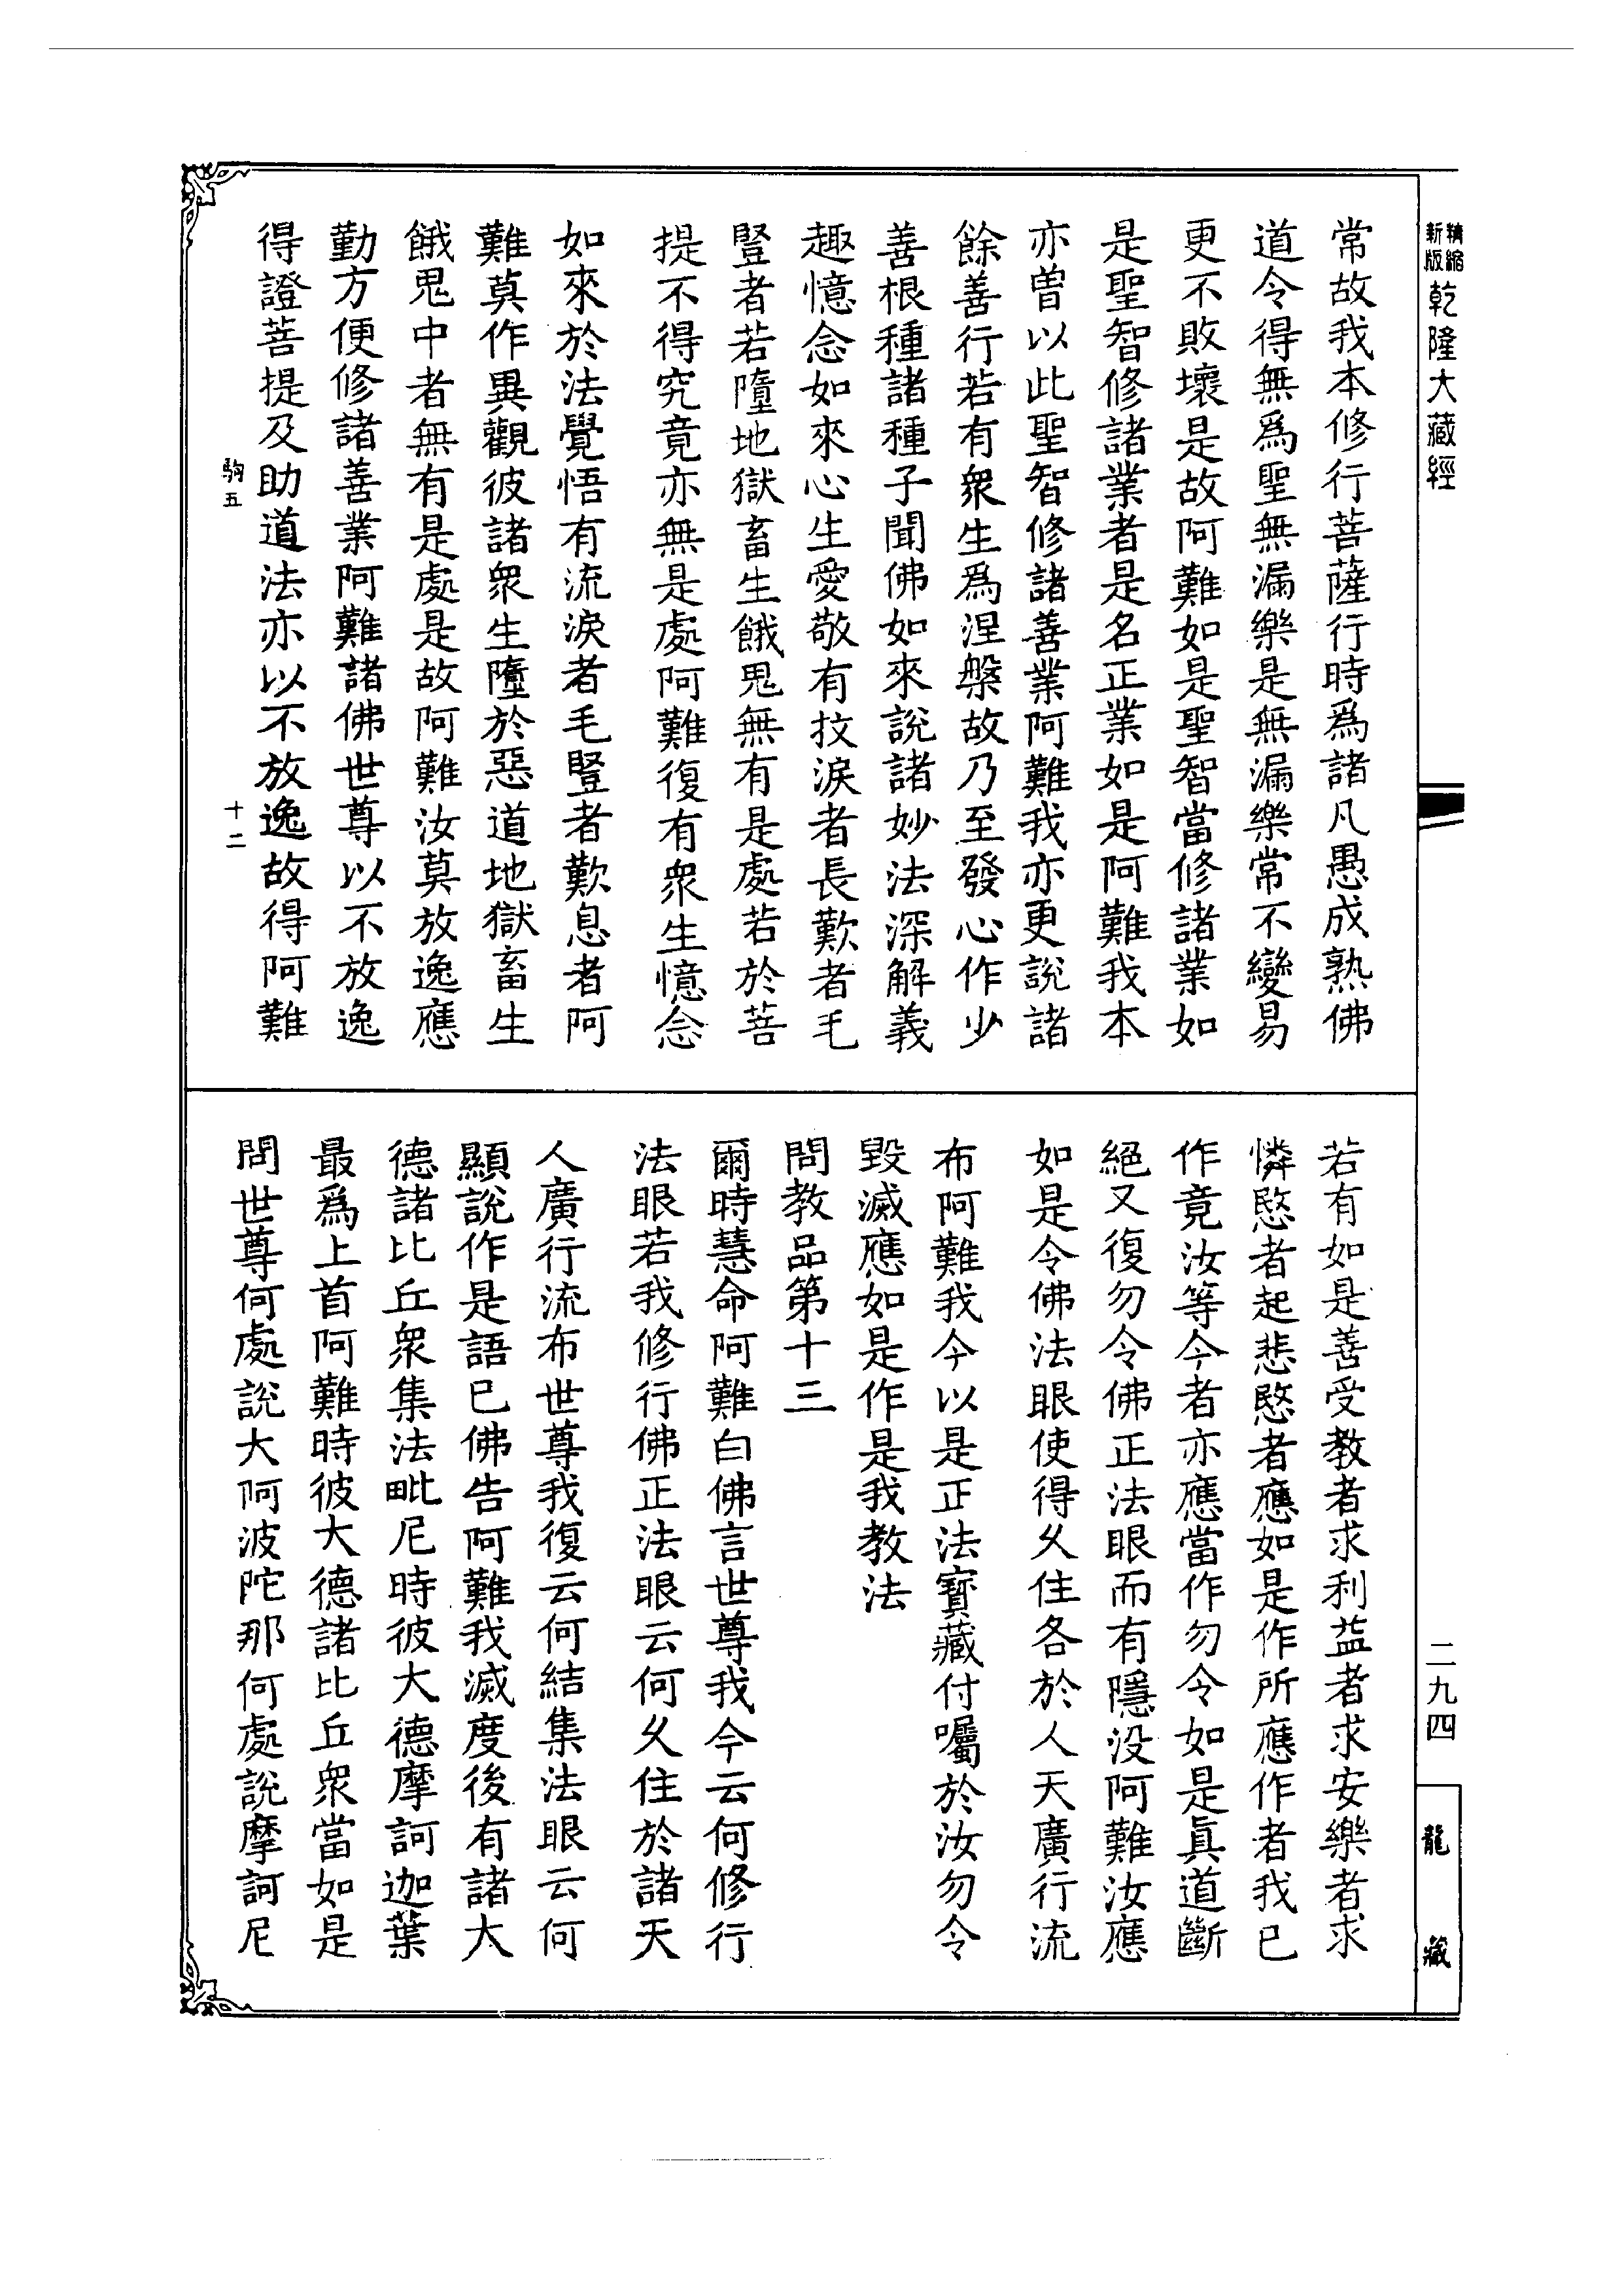 精縮新版乾隆大藏經
常故我本修行菩薩行時爲諸凡愚成熟佛
道令得無爲聖無漏樂是無漏樂常不變易
更不敗壞是故阿難如是聖智當修諸業如
是聖智修諸業者是名正業如是阿難我本
亦曾以此聖智修諸善業阿難我亦更說諸
餘善行若有衆生爲涅槃故乃至發心作少
善根種諸種子聞佛如來說諸妙法深解義
趣憶念如來心生愛敬有抆淚者長歎者毛
豎者若墮地獄畜生餓鬼無有是處若於菩
提不得究竟亦無是處阿難復有衆生憶念
如來於法覺悟有流淚者毛豎者歎息者阿
難莫作異觀彼諸衆生墮於惡道地獄畜生
餓鬼中者無有是處是故阿難汝莫放逸應
勤方便修諸善業阿難諸佛世尊以不放逸
得證菩提及助道法亦以不放逸故得阿難
駒五
十二
若有如是善受教者求利益者求安樂者求
憐愍者起悲愍者應如是作所應作者我已
作竟汝等今者亦應當作勿令如是眞道斷
絕又復勿令佛正法眼而有隱没阿難汝應
如是令佛法眼使得久住各於人天廣行流
布阿難我今以是正法寶藏付囑於汝勿令
毀滅應如是作是我教法
問教品第十三
爾時慧命阿難白佛言世尊我今云何修行
法眼若我修行佛正法眼云何久住於諸天
人廣行流布世尊我復云何結集法眼云何
顯說作是語已佛告阿難我滅度後有諸大
德諸比丘衆集法毗尼時彼大德摩訶迦葉
最爲上首阿難時彼大德諸比丘衆當如是
問世尊何處說大阿波陀那何處說摩訶尼
二九四
龍藏